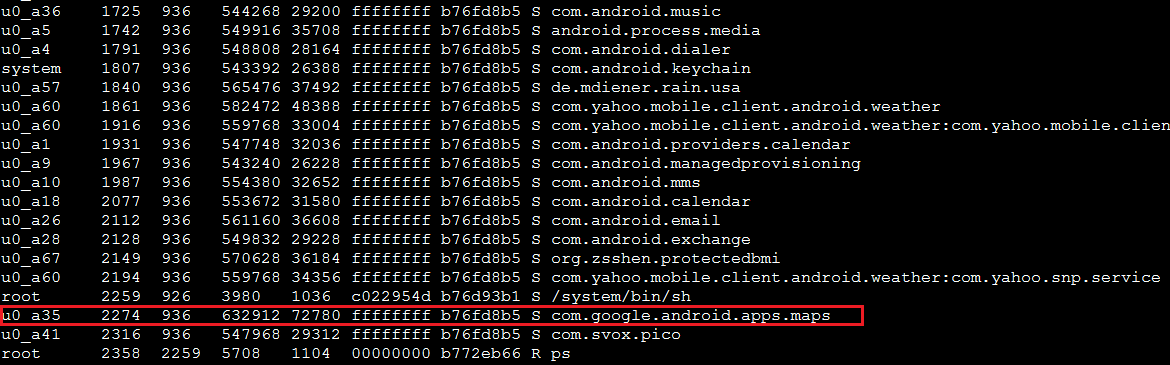 u0_a36 1725 936 544268 29200 ffffffff b76fd8b5 S com.android.music
u0_a5 1742 936 549916 35708 ffffffff b76fd8b5 S android.process.media
u0_a4 1791 936 548808 28164 ffffffff b76fd8b5 S com.android.dialer
system 1807 936 543392 26388 ffffffff b76fd8b5 S com.android.keychain
u0_a57 1840 936 565476 37492 ffffffff b76fd8b5 S de.mdiener.rain.usa
u0_a60 1861 936 582472 48388 ffffffff b76fd8b5 S com.yahoo.mobile.client.android.weather
u0_a60 1916 936 559768 33004 ffffffff b76fd8b5 S com.yahoo.mobile.client.android.weather:com.yahoo.mobile.clien
u0_a1 1931 936 547748 32036 ffffffff b76fd8b5 S com.android.providers.calendar
u0_a9 1967 936 543240 26228 ffffffff b76fd8b5 S com.android.managedprovisioning
u0_a10 1987 936 554380 32652 ffffffff b76fd8b5 S com.android.mms
u0_a18 2077 936 553672 31580 ffffffff b76fd8b5 S com.android.calendar
u0_a26 2112 936 561160 36608 ffffffff b76fd8b5 S com.android.email
u0_a28 2128 936 549832 29228 ffffffff b76fd8b5 S com.android.exchange
u0_a67 2149 936 570628 36184 ffffffff b76fd8b5 S org.zsshen.protectedbmi
u0_a60 2194 936 559768 34356 ffffffff b76fd8b5 S com.yahoo.mobile.client.android.weather:com.yahoo.snp.service
root 2259 926 3980 1036 c022954d b76d93b1 S /system/bin/sh
u0_a35 2274 936 632912 72780 ffffffff b76fd8b5 S com.google.android.apps.maps
u0_a41 2316 936 547968 29312 ffffffff b76fd8b5 S com.svox.pico
root 2358 2259 5708 1104 00000000 b772eb66 R ps